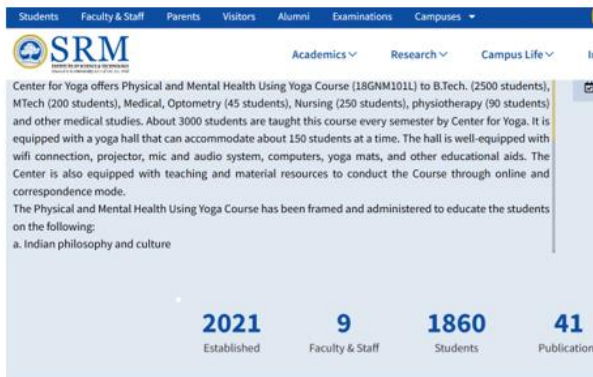 Students Faculty & Staff Parents Visitors Alumni Examinations Campuses
SRM
INSTITUTE OF SCIENCE & TECHNOLOGY
Academics Research Campus Life
Center for Yoga offers Physical and Mental Health Using Yoga Course (18GNM101L) to B.Tech. (2500 students),
MTech (200 students), Medical, Optometry (45 students), Nursing (250 students), physiotherapy (90 students)
and other medical studies. About 3000 students are taught this course every semester by Center for Yoga. It is
equipped with a yoga hall that can accommodate about 150 students at a time. The hall is well-equipped with
wifi connection, projector, mic and audio system, computers, yoga mats, and other educational aids. The
Center is also equipped with teaching and material resources to conduct the Course through online and
correspondence mode.
The Physical and Mental Health Using Yoga Course has been framed and administered to educate the students
on the following:
a. Indian philosophy and culture
2021 9 1860 41
Established Faculty & Staff Students Publication